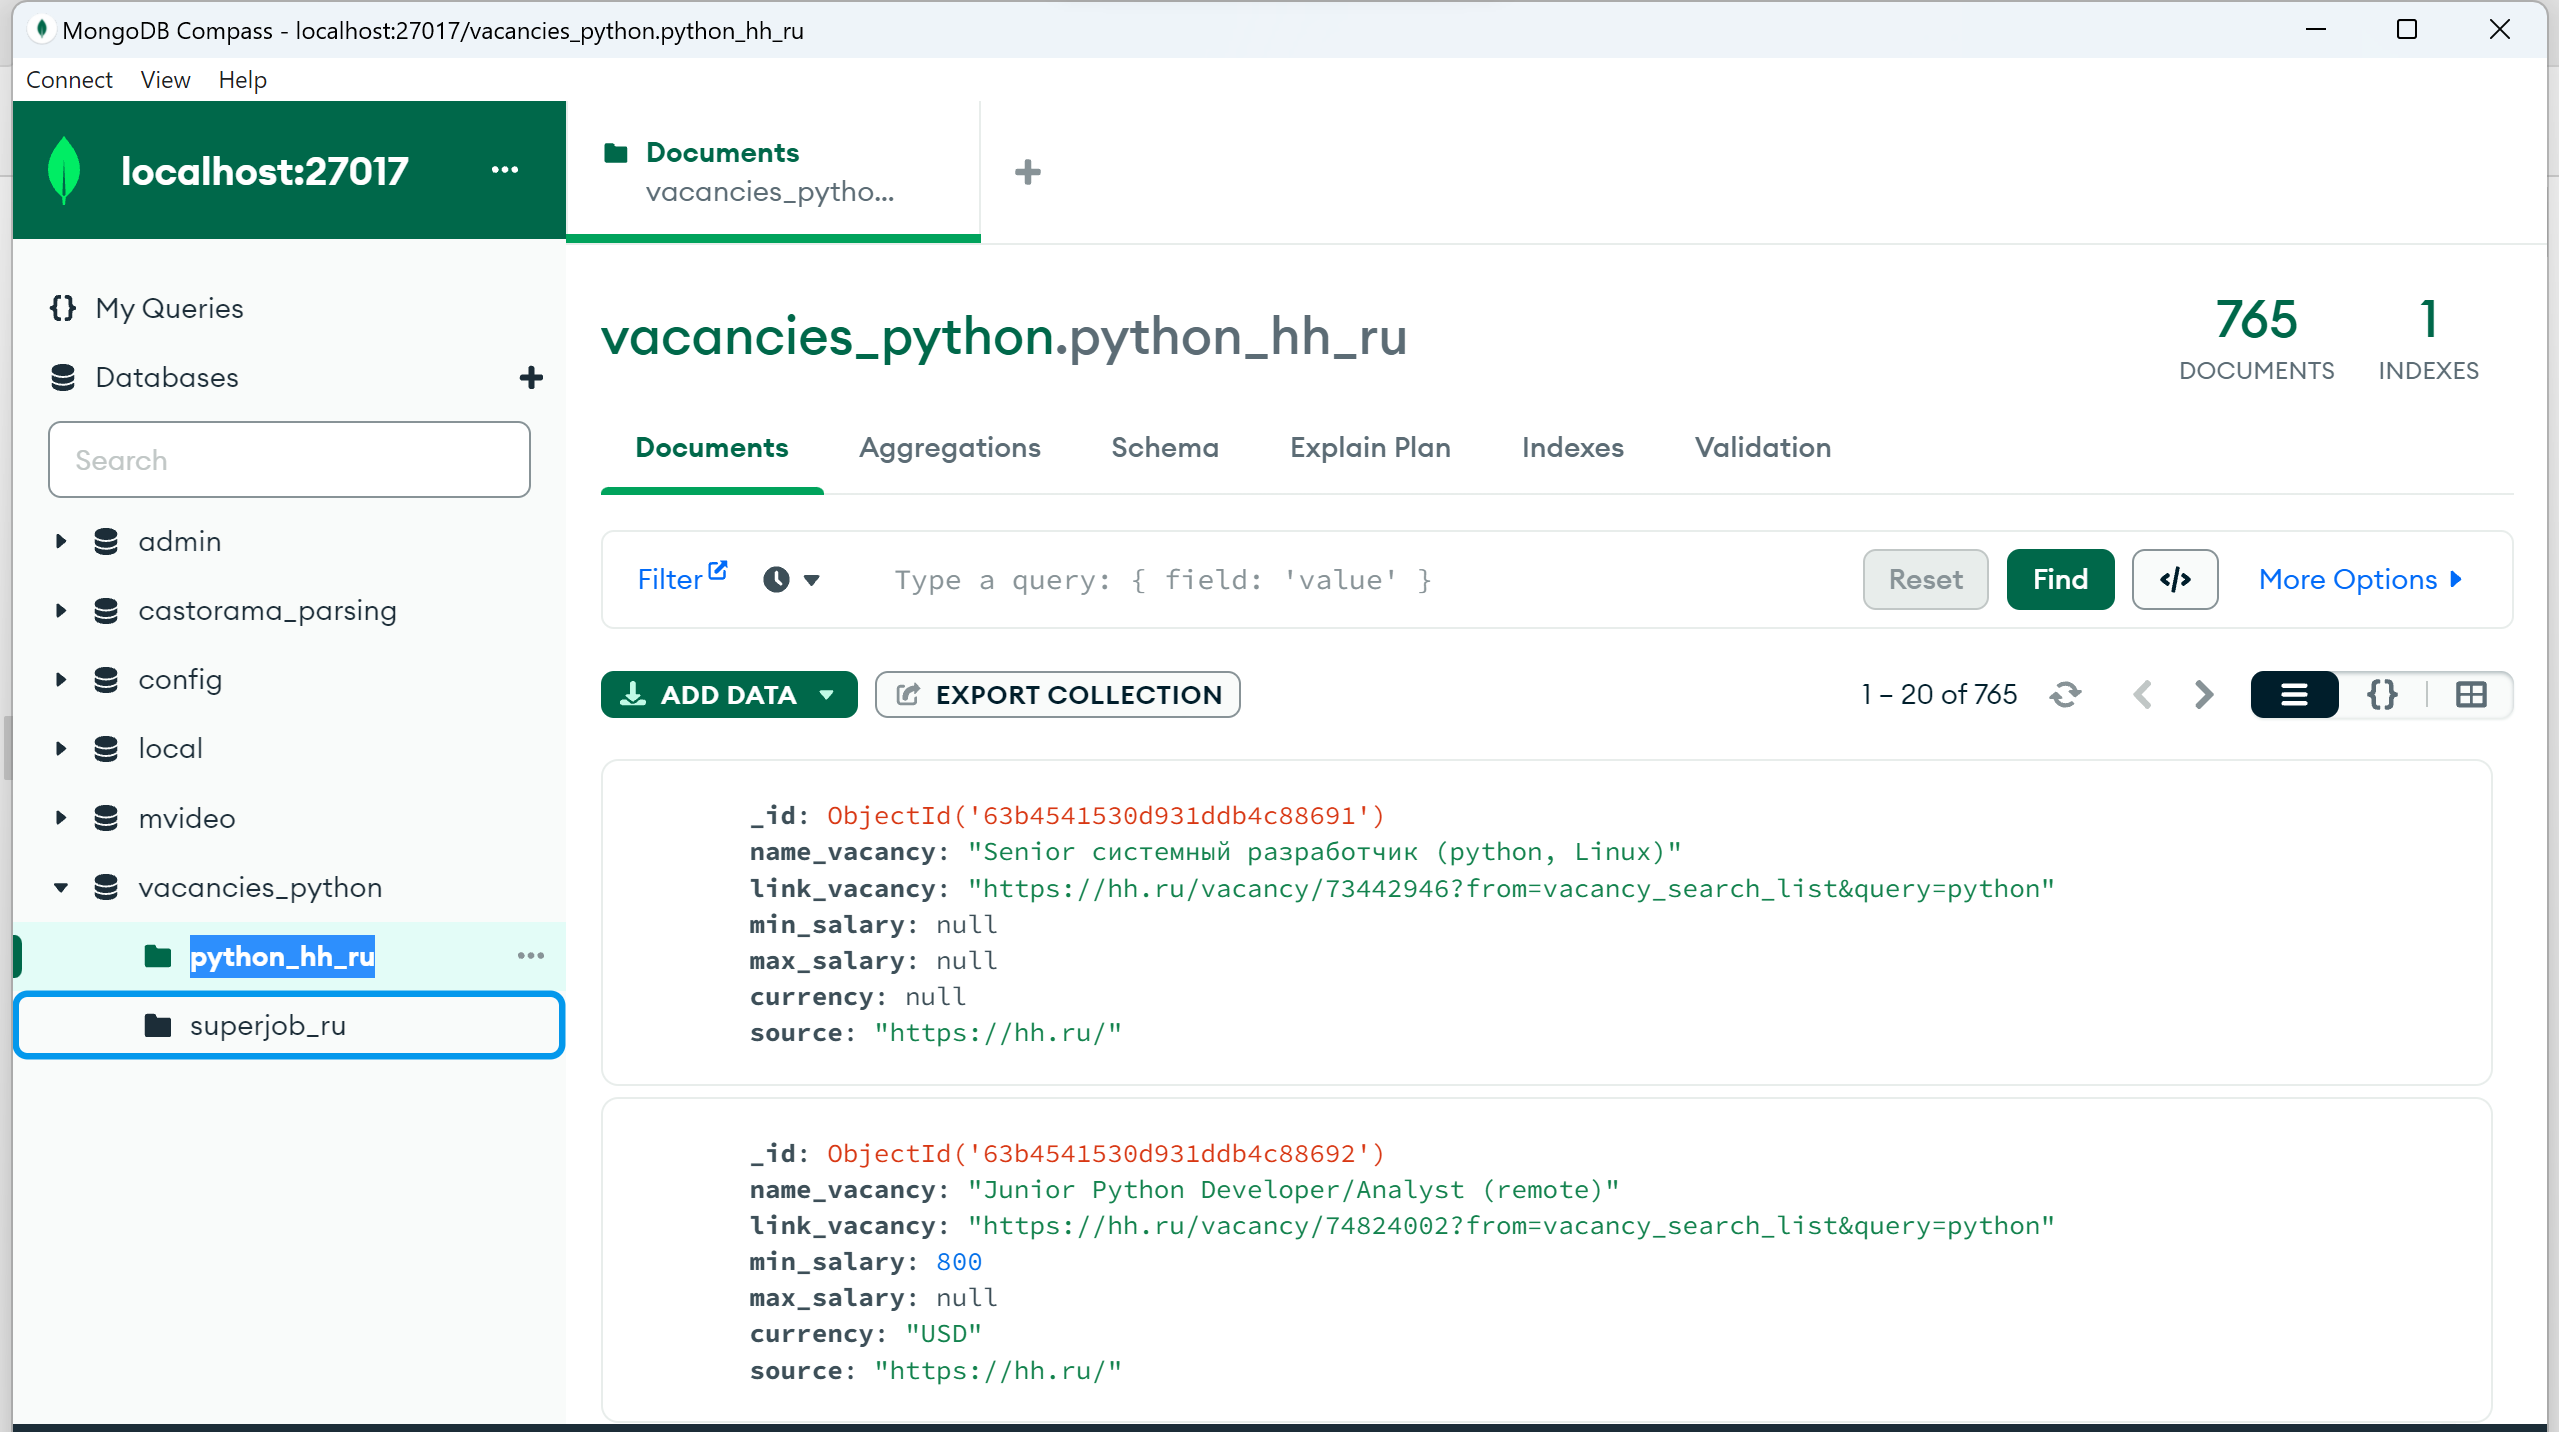 MongoDB Compass - localhost:27017/vacancies_python.python_hh_ru
Connect View Help
localhost:27017 ...
Documents
vacancies_pytho...
{} My Queries
Databases
Search
admin
castorama_parsing
config
local
mvideo
vacancies_python
python_hh_ru
superjob_ru
vacancies_python.python_hh_ru
765
DOCUMENTS
1
INDEXES
Documents Aggregations Schema Explain Plan Indexes Validation
Filter Type a query: { field: 'value' } Reset Find </> More Options
ADD DATA EXPORT COLLECTION 1 – 20 of 765 {}
_id: ObjectId('63b4541530d931ddb4c88691')
name_vacancy: "Senior системный разработчик (python, Linux)"
link_vacancy: "https://hh.ru/vacancy/73442946?from=vacancy_search_list&query=python"
min_salary: null
max_salary: null
currency: null
source: "https://hh.ru/"
_id: ObjectId('63b4541530d931ddb4c88692')
name_vacancy: "Junior Python Developer/Analyst (remote)"
link_vacancy: "https://hh.ru/vacancy/74824002?from=vacancy_search_list&query=python"
min_salary: 800
max_salary: null
currency: "USD"
source: "https://hh.ru/"